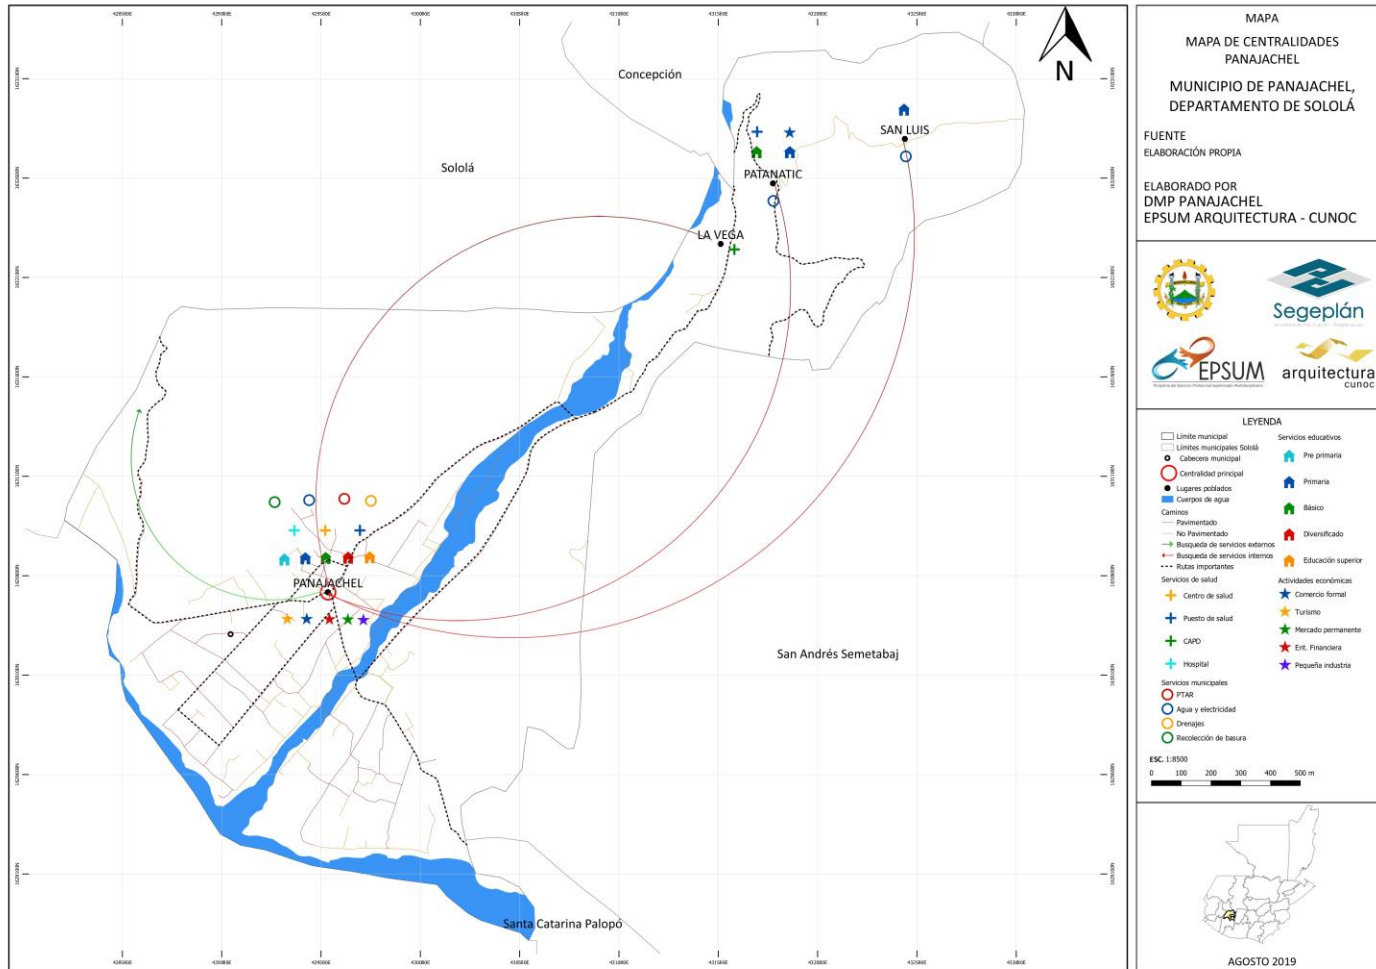 Concepción
N
SAN LUIS
Sololá
PATANATIC
LA VEGA
PANAJACHEL
San Andrés Semetabaj
Santa Catarina Palopó
MAPA
MAPA DE CENTRALIDADES
PANAJACHEL
MUNICIPIO DE PANAJACHEL,
DEPARTAMENTO DE SOLOLÁ
FUENTE
ELABORACIÓN PROPIA
ELABORADO POR
DMP PANAJACHEL
EPSUM ARQUITECTURA - CUNOC
Segeplán
EPSUM
arquitectura
cunoc
LEYENDA
Límite municipal
Límites municipales Sololá
Cabecera municipal
Centralidad principal
Lugares poblados
Cuerpos de agua
Caminos
Pavimentado
No Pavimentado
Busqueda de servicios externos
Busqueda de servicios internos
Rutas importantes
Servicios de salud
Centro de salud
Puesto de salud
CAPD
Hospital
Servicios municipales
PTAR
Agua y electricidad
Drenajes
Recolección de basura
Servicios educativos
Pre primaria
Primaria
Básico
Diversificado
Educación superior
Actividades económicas
Comercio formal
Turismo
Mercado permanente
Ent. Financiera
Pequeña industria
ESC. 1:8500
0 100 200 300 400 500 m
AGOSTO 2019